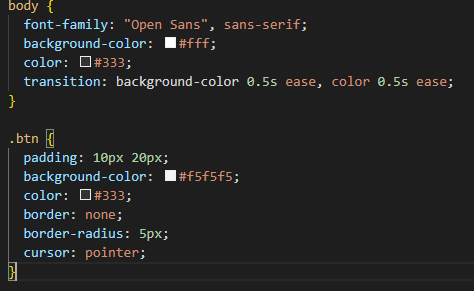 body {
  font-family: "Open Sans", sans-serif;
  background-color: #fff;
  color: #333;
  transition: background-color 0.5s ease, color 0.5s ease;
}

.btn {
  padding: 10px 20px;
  background-color: #f5f5f5;
  color: #333;
  border: none;
  border-radius: 5px;
  cursor: pointer;
}